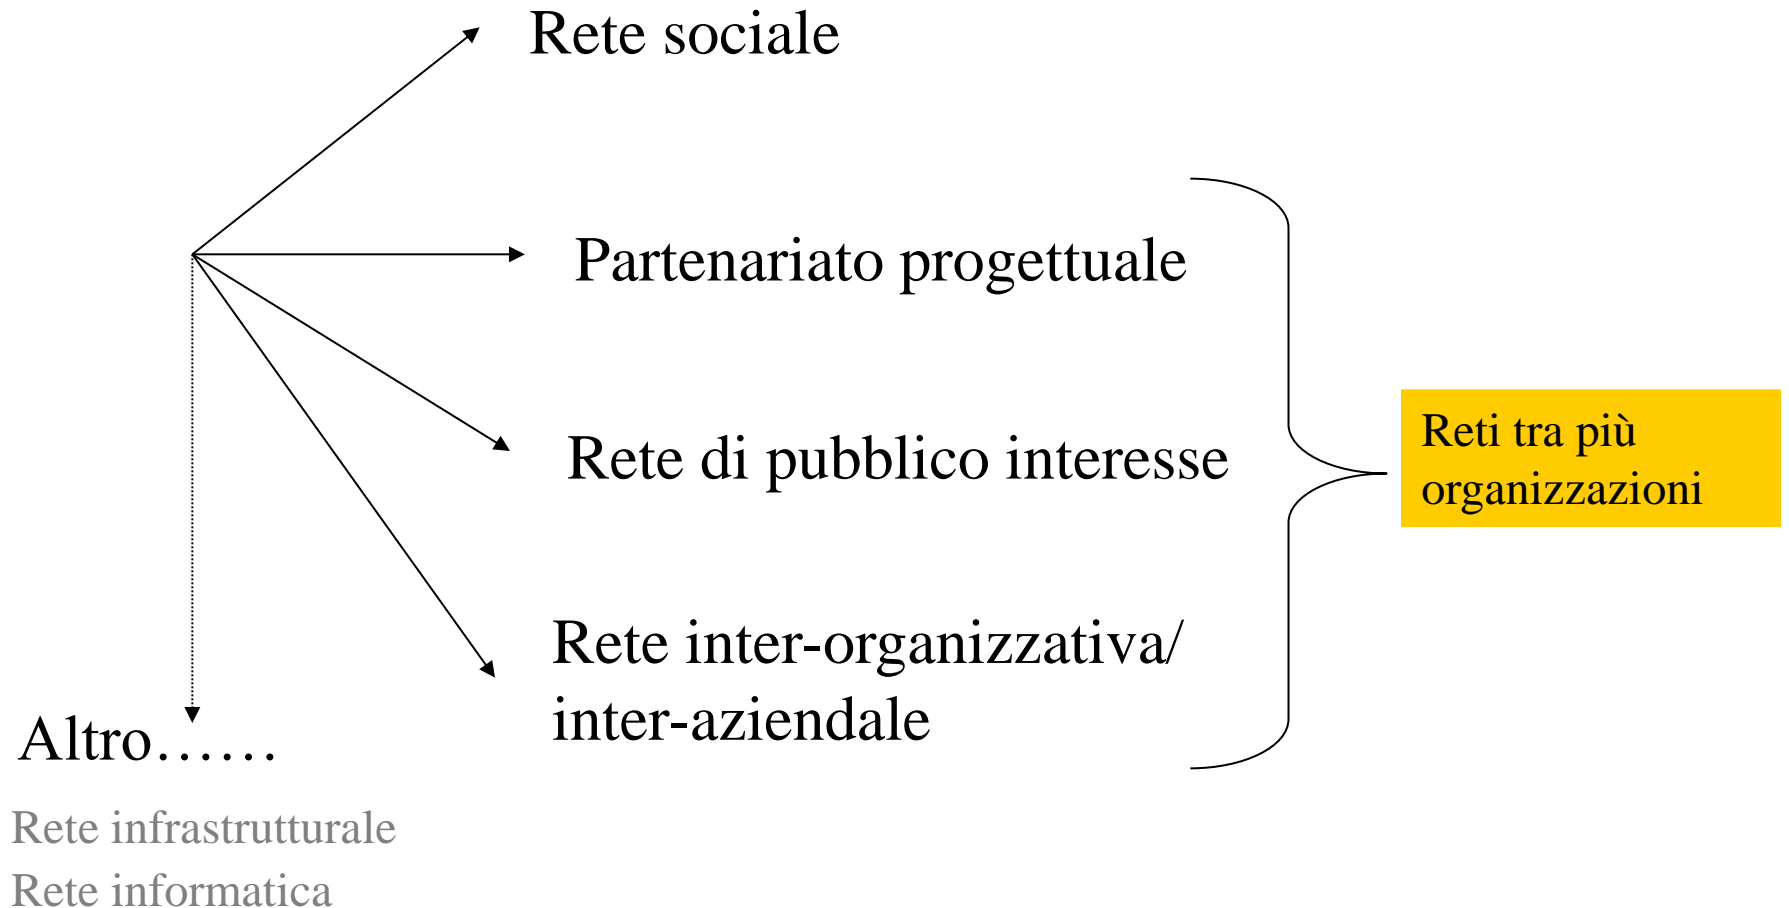 Rete sociale
Partenariato progettuale
Rete di pubblico interesse
Reti tra più
organizzazioni
Rete inter-organizzativa/
inter-aziendale
Altro……
Rete infrastrutturale
Rete informatica